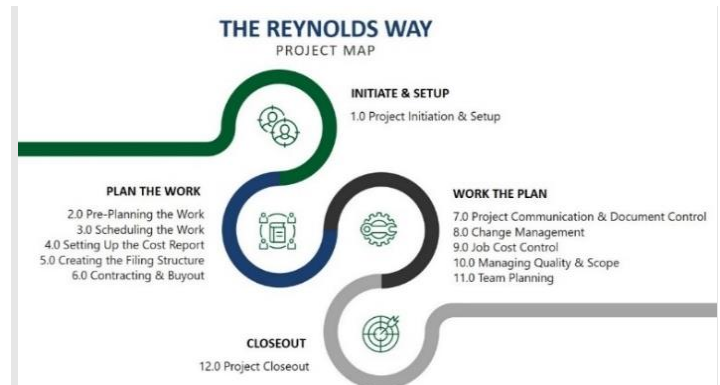 THE REYNOLDS WAY
PROJECT MAP
INITIATE & SETUP
1.0 Project Initiation & Setup
PLAN THE WORK
2.0 Pre-Planning the Work
3.0 Scheduling the Work
4.0 Setting Up the Cost Report
5.0 Creating the Filing Structure
6.0 Contracting & Buyout
WORK THE PLAN
7.0 Project Communication & Document Control
8.0 Change Management
9.0 Job Cost Control
10.0 Managing Quality & Scope
11.0 Team Planning
CLOSEOUT
12.0 Project Closeout